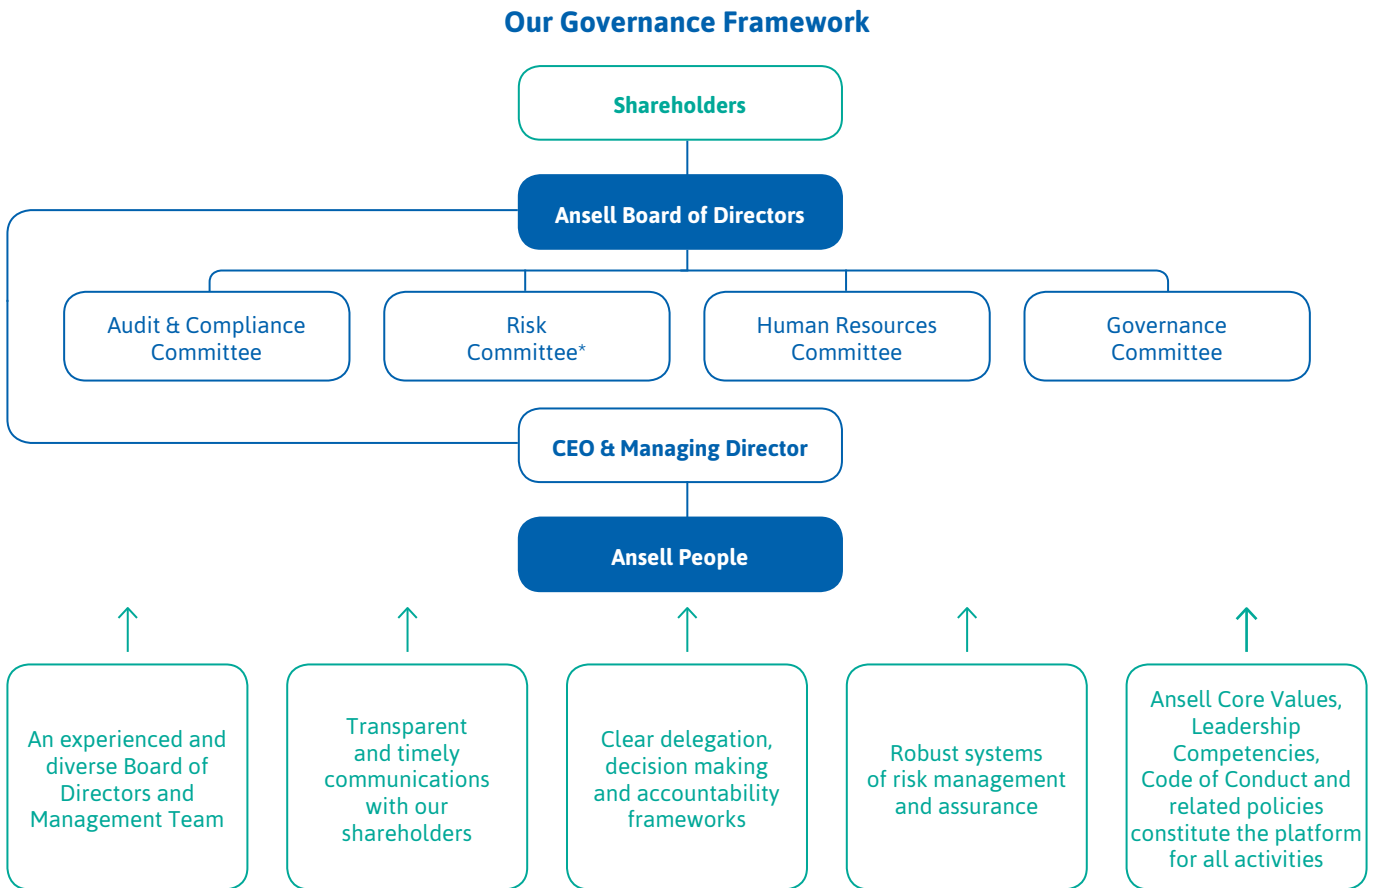 Our Governance Framework
Shareholders
Ansell Board of Directors
Audit & Compliance
Committee
Risk
Committee*
Human Resources
Committee
Governance
Committee
CEO & Managing Director
Ansell People
An experienced and
diverse Board of
Directors and
Management Team
Transparent
and timely
communications
with our
shareholders
Clear delegation,
decision making
and accountability
frameworks
Robust systems
of risk management
and assurance
Ansell Core Values,
Leadership
Competencies,
Code of Conduct and
related policies
constitute the platform
for all activities